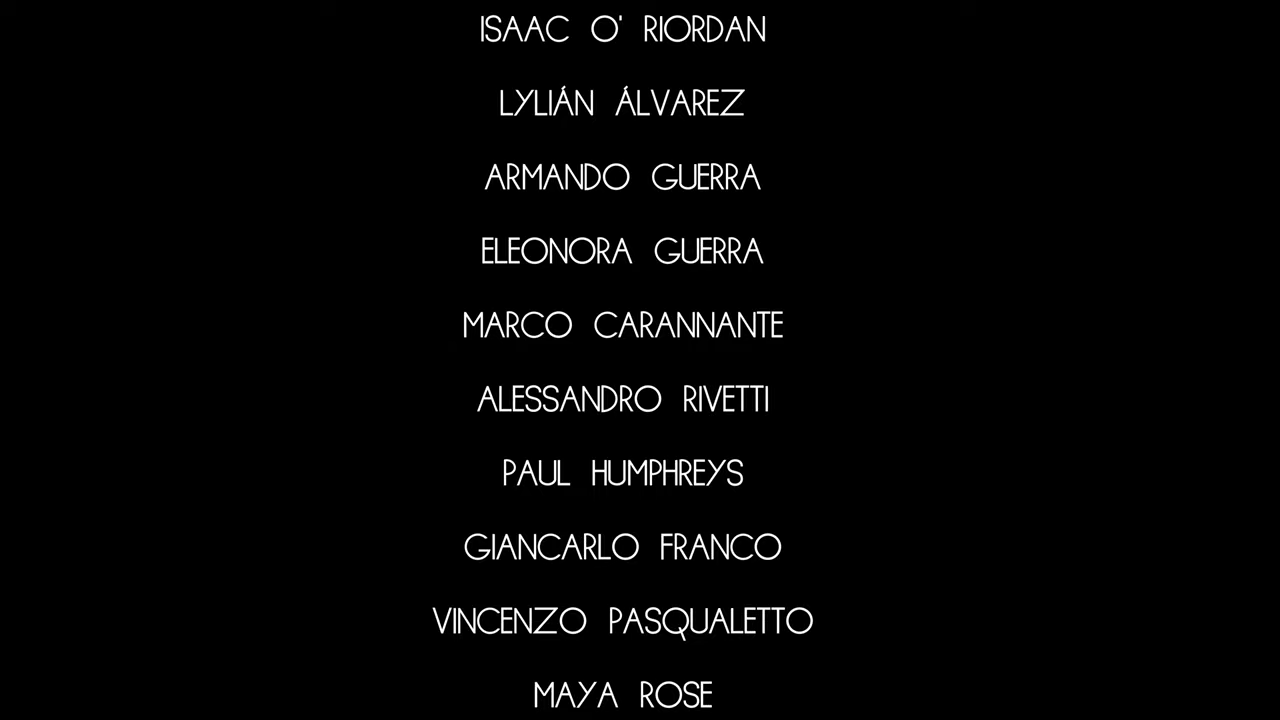 ISAAC O' RIORDAN
LYLIÁN ÁLVAREZ
ARMANDO GUERRA
ELEONORA GUERRA
MARCO CARANNANTE
ALESSANDRO RIVETTI
PAUL HUMPHREYS
GIANCARLO FRANCO
VINCENZO PASQUALETTO
MAYA ROSE